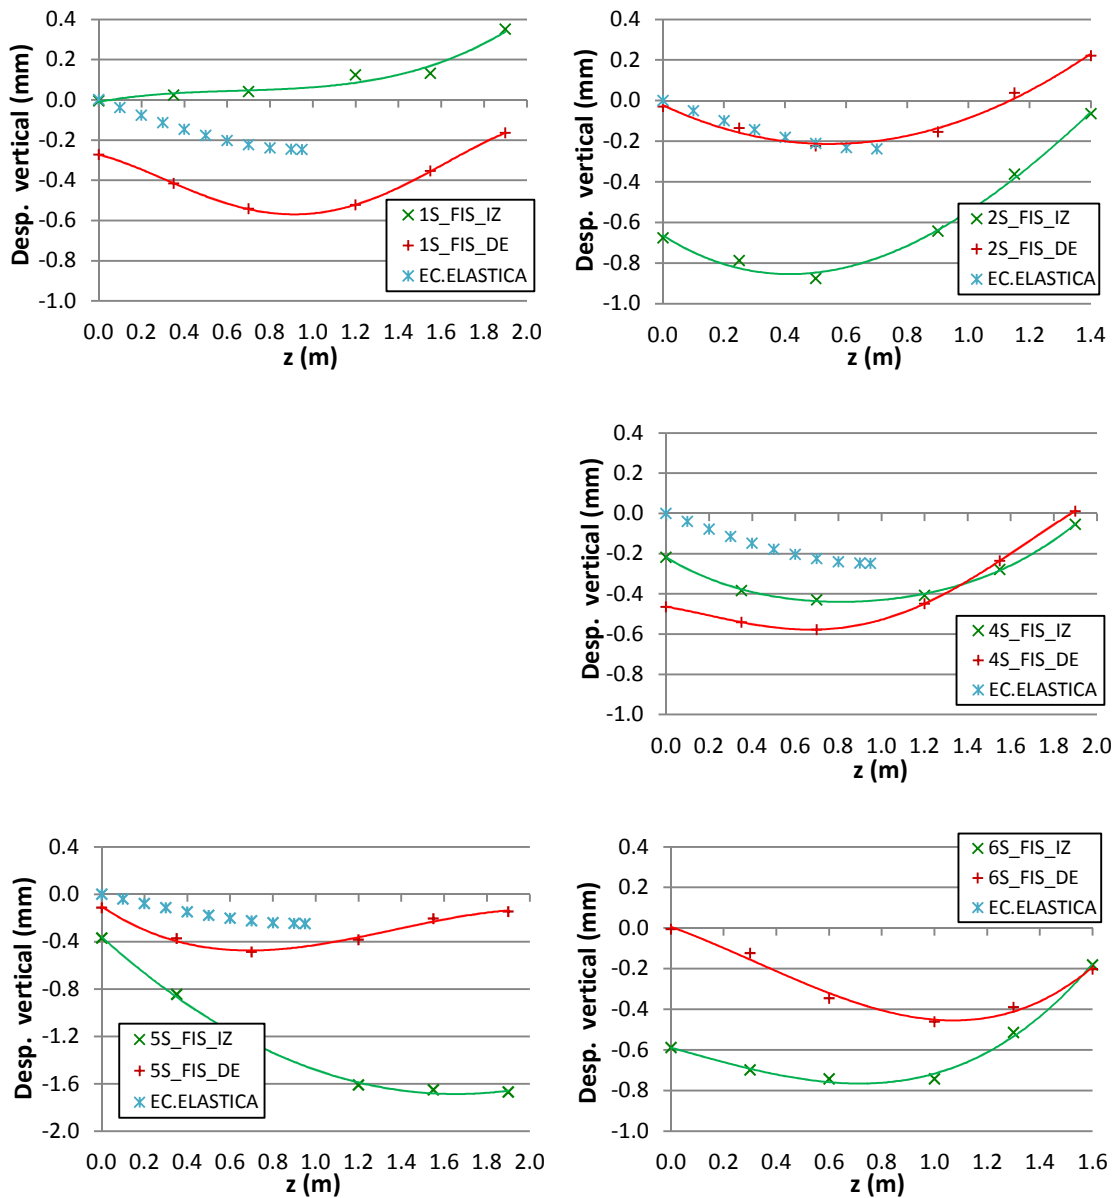 0.4
0.2
0.0
-0.2
-0.4
-0.6
-0.8
-1.0
Desp. vertical (mm)
1S_FIS_IZ
1S_FIS_DE
EC.ELASTICA
0.0 0.2 0.4 0.6 0.8 1.0 1.2 1.4 1.6 1.8 2.0
z (m)
0.4
0.2
0.0
-0.2
-0.4
-0.6
-0.8
-1.0
Desp. vertical (mm)
2S_FIS_IZ
2S_FIS_DE
EC.ELASTICA
0.0 0.2 0.4 0.6 0.8 1.0 1.2 1.4
z (m)
0.4
0.2
0.0
-0.2
-0.4
-0.6
-0.8
-1.0
Desp. vertical (mm)
4S_FIS_IZ
4S_FIS_DE
EC.ELASTICA
0.0 0.2 0.4 0.6 0.8 1.0 1.2 1.4 1.6 1.8 2.0
z (m)
0.4
0.0
-0.4
-0.8
-1.2
-1.6
-2.0
Desp. vertical (mm)
5S_FIS_IZ
5S_FIS_DE
EC.ELASTICA
0.0 0.2 0.4 0.6 0.8 1.0 1.2 1.4 1.6 1.8 2.0
z (m)
0.4
0.2
0.0
-0.2
-0.4
-0.6
-0.8
-1.0
Desp. vertical (mm)
6S_FIS_IZ
6S_FIS_DE
EC.ELASTICA
0.0 0.2 0.4 0.6 0.8 1.0 1.2 1.4 1.6
z (m)